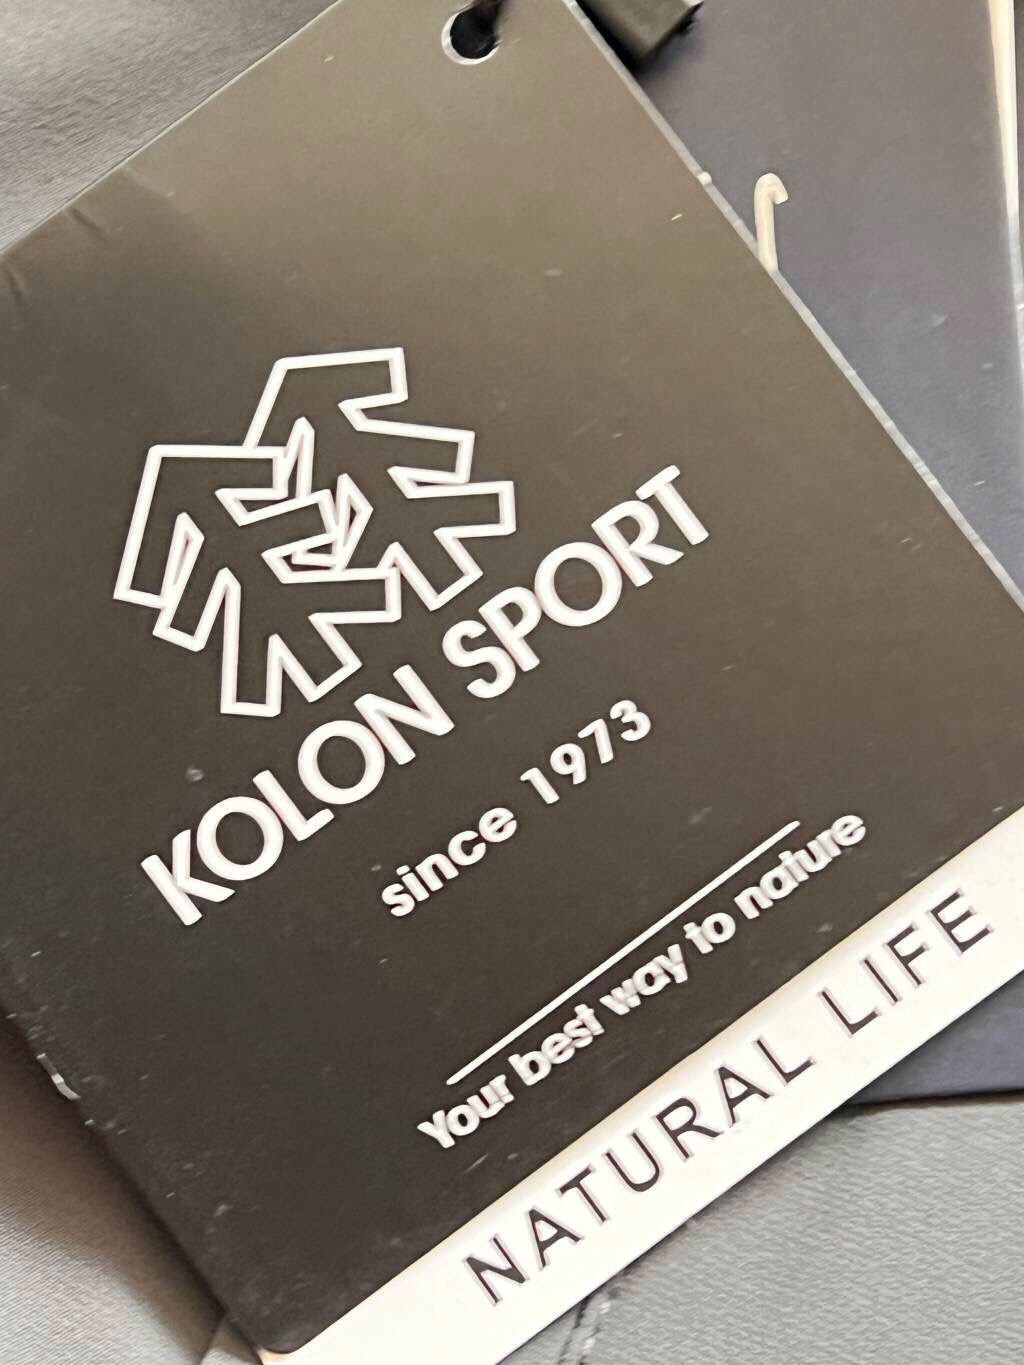 KOLON SPORT
since 1973
Your best way to nature
NATURAL LIFE